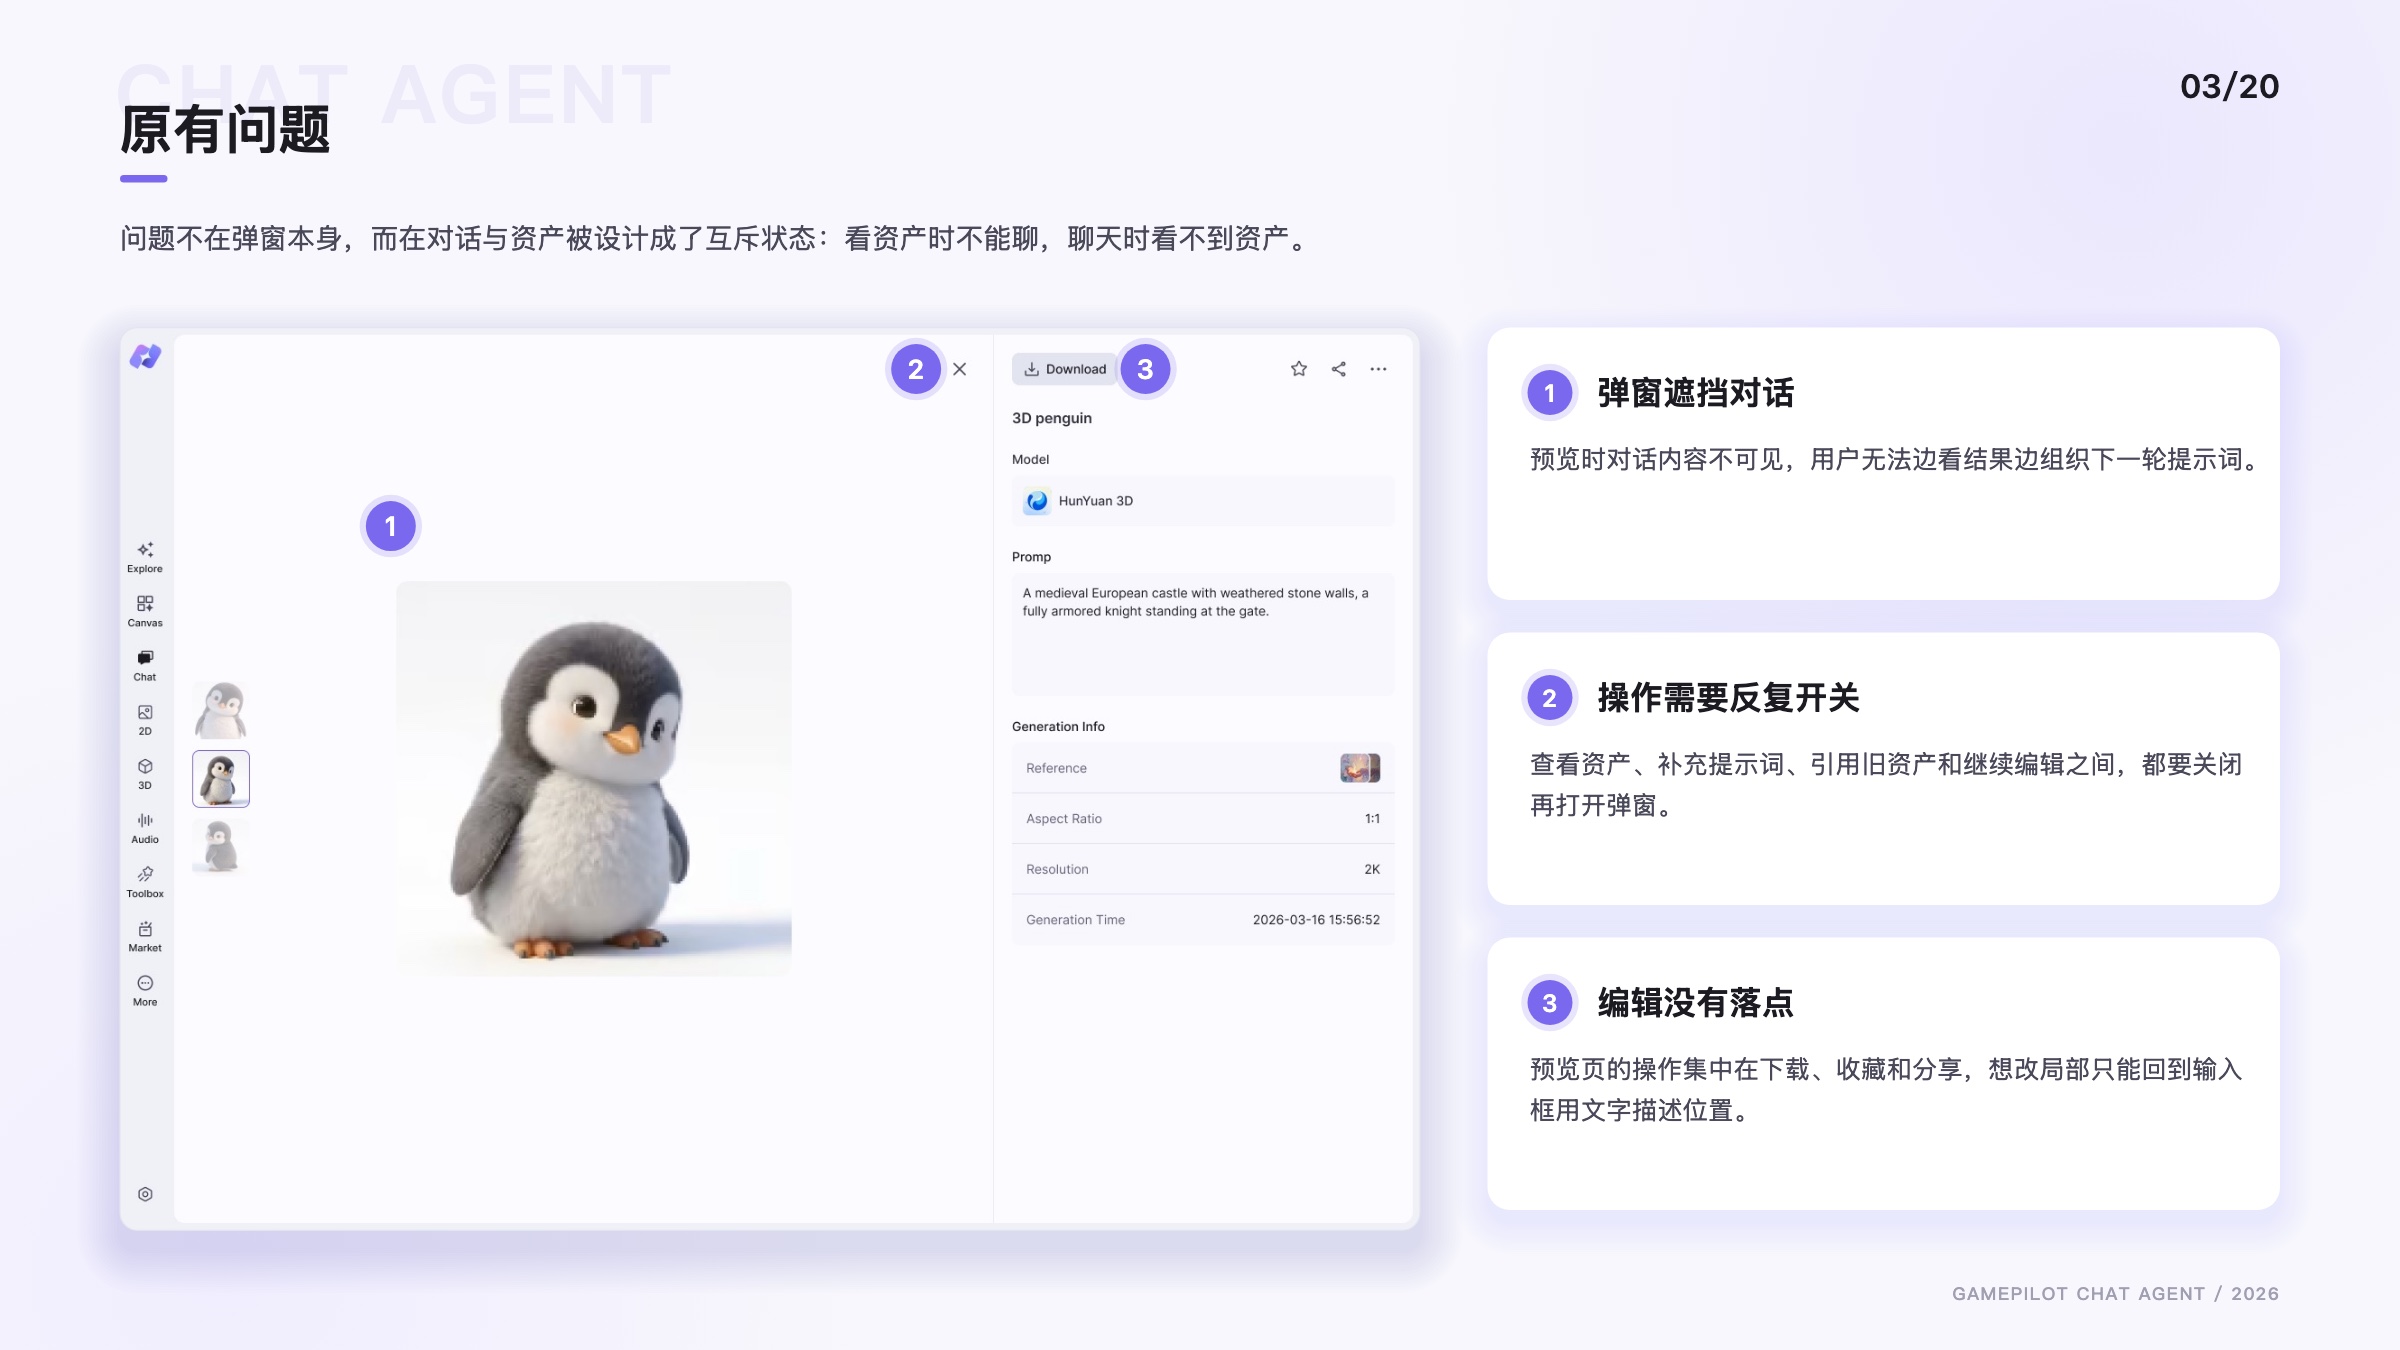 CHAT AGENT
03/20
原有问题
问题不在弹窗本身，而在对话与资产被设计成了互斥状态：看资产时不能聊，聊天时看不到资产。
2
Download
3
3D penguin
Model
HunYuan 3D
1
Promp
A medieval European castle with weathered stone walls, a
fully armored knight standing at the gate.
Generation Info
Reference
Aspect Ratio
1:1
Resolution
2K
Generation Time
2026-03-16 15:56:52
Explore
Canvas
Chat
2D
3D
Audio
Toolbox
Market
More
1
弹窗遮挡对话
预览时对话内容不可见，用户无法边看结果边组织下一轮提示词。
2
操作需要反复开关
查看资产、补充提示词、引用旧资产和继续编辑之间，都要关闭
再打开弹窗。
3
编辑没有落点
预览页的操作集中在下载、收藏和分享，想改局部只能回到输入
框用文字描述位置。
GAMEPILOT CHAT AGENT / 2026